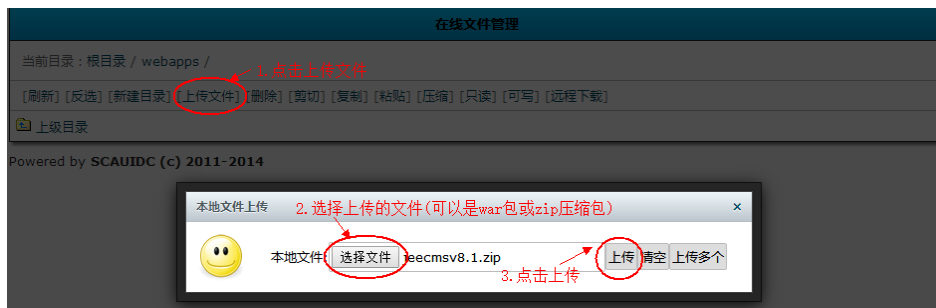 在线文件管理
当前目录：根目录 / webapps /
1.点击上传文件
[刷新] [反选] [新建目录] [上传文件] [删除] [剪切] [复制] [粘贴] [压缩] [只读] [可写] [远程下载]
上级目录
Powered by SCAUIDC (c) 2011-2014
本地文件上传 2.选择上传的文件(可以是war包或zip压缩包) ×
本地文件: 选择文件 jeecmsv8.1.zip 上传 清空 上传多个
3.点击上传